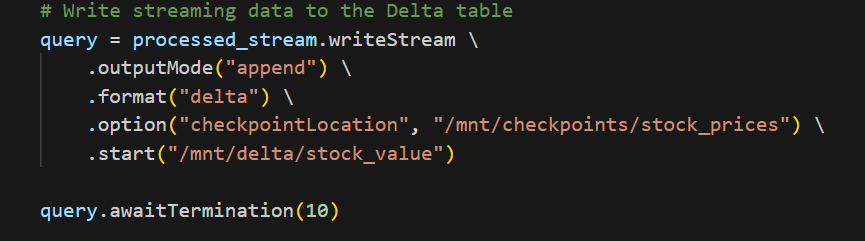 # Write streaming data to the Delta table
query = processed_stream.writeStream \
.outputMode("append") \
.format("delta") \
.option("checkpointLocation", "/mnt/checkpoints/stock_prices") \
.start("/mnt/delta/stock_value")
query.awaitTermination(10)